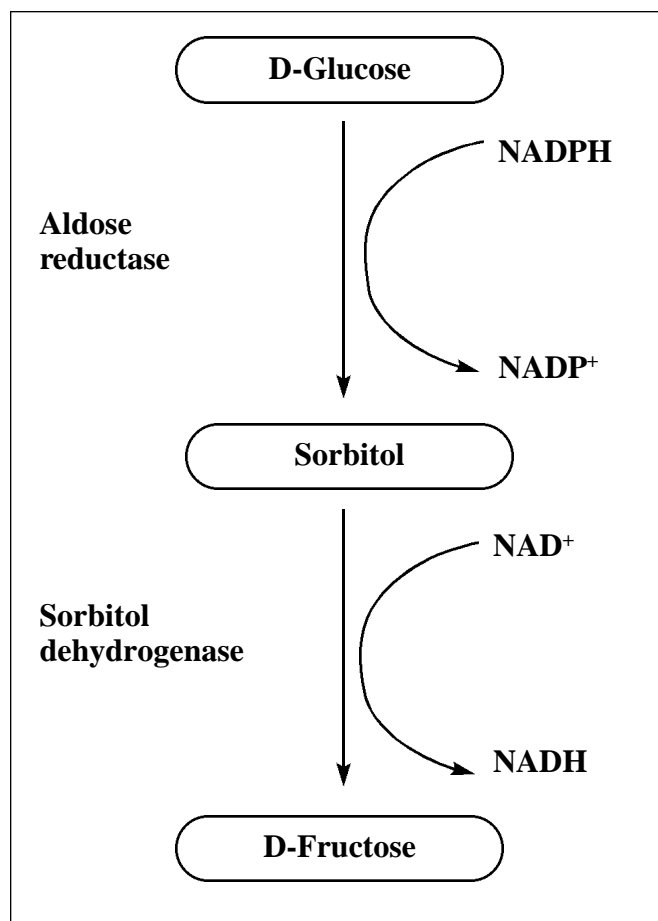 D-Glucose
NADPH
Aldose
reductase
NADP⁺
Sorbitol
NAD⁺
Sorbitol
dehydrogenase
NADH
D-Fructose